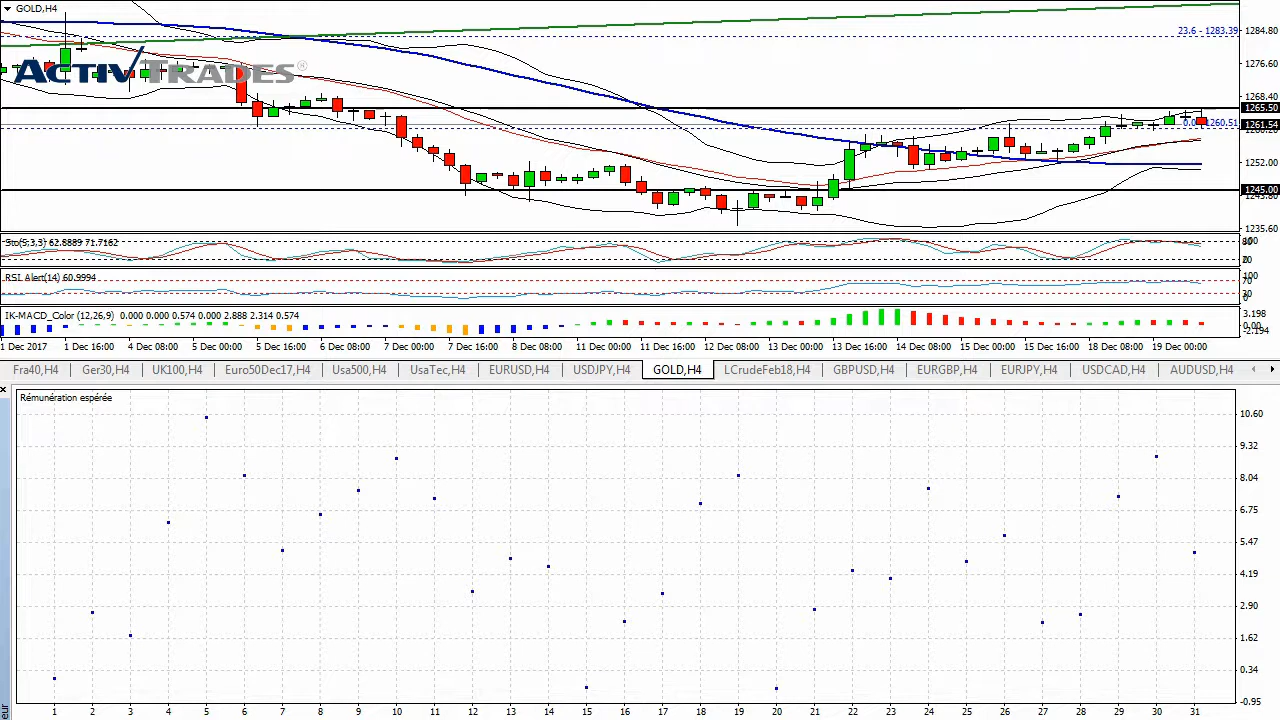 GOLD,H4
ACTIVTRADES®
23.6 - 1283.39
1284.80
1276.60
1268.40
1265.50
1261.54
0.0 1260.51
1252.00
1245.00
1235.60
Sto(5,3,3) 62.8889 71.7162
80
20
RSI Alert(14) 60.9994
100
70
30
0
IK-MACD_Color (12,26,9) 0.000 0.000 0.574 0.000 2.888 2.314 0.574
3.198
0.00
-2.194
1 Dec 2017 1 Dec 16:00 4 Dec 08:00 5 Dec 00:00 5 Dec 16:00 6 Dec 08:00 7 Dec 00:00 7 Dec 16:00 8 Dec 08:00 11 Dec 00:00 11 Dec 16:00 12 Dec 08:00 13 Dec 00:00 13 Dec 16:00 14 Dec 08:00 15 Dec 00:00 15 Dec 16:00 18 Dec 08:00 19 Dec 00:00
Fra40,H4 Ger30,H4 UK100,H4 Euro50Dec17,H4 Usa500,H4 UsaTec,H4 EURUSD,H4 USDJPY,H4 GOLD,H4 LCrudeFeb18,H4 GBPUSD,H4 EURGBP,H4 EURJPY,H4 USDCAD,H4 AUDUSD,H4
Rémunération espérée
10.60
9.32
8.04
6.75
5.47
4.19
2.90
1.62
0.34
-0.95
1 2 3 4 5 6 7 8 9 10 11 12 13 14 15 16 17 18 19 20 21 22 23 24 25 26 27 28 29 30 31